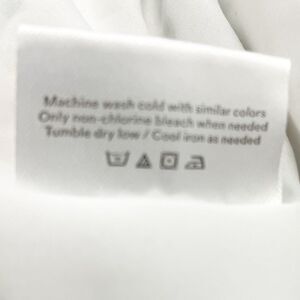 Machine wash cold with similar colors
Only non-chlorine bleach when needed
Tumble dry low / Cool iron as needed